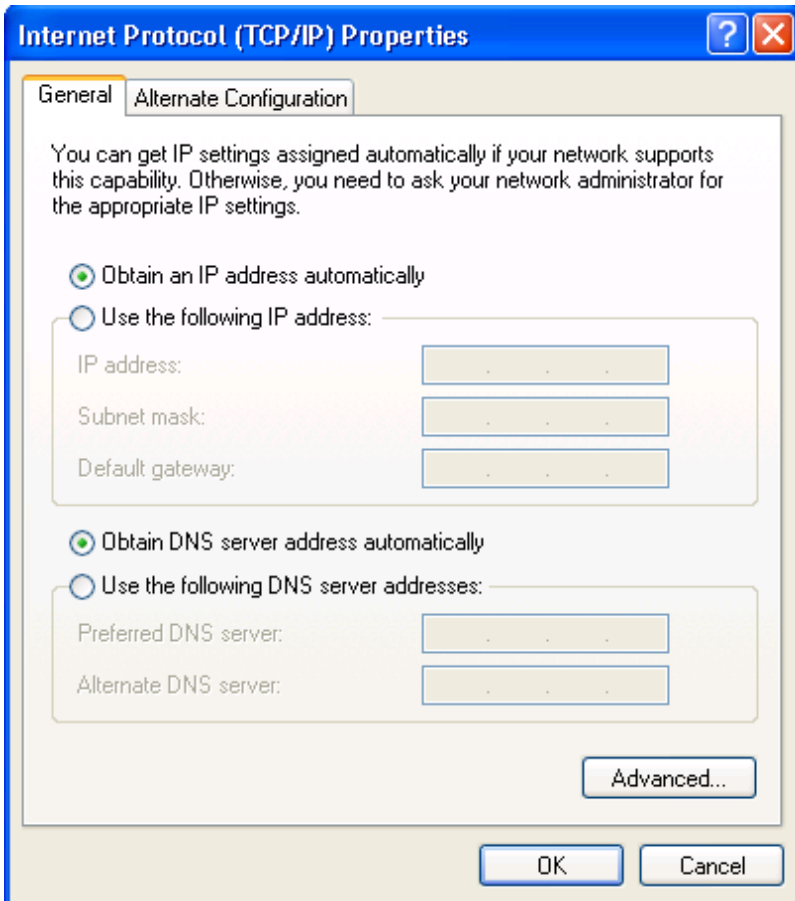 Internet Protocol (TCP/IP) Properties
General
Alternate Configuration
You can get IP settings assigned automatically if your network supports
this capability. Otherwise, you need to ask your network administrator for
the appropriate IP settings.
Obtain an IP address automatically
Use the following IP address:
IP address:
Subnet mask:
Default gateway:
Obtain DNS server address automatically
Use the following DNS server addresses:
Preferred DNS server:
Alternate DNS server:
Advanced...
OK
Cancel